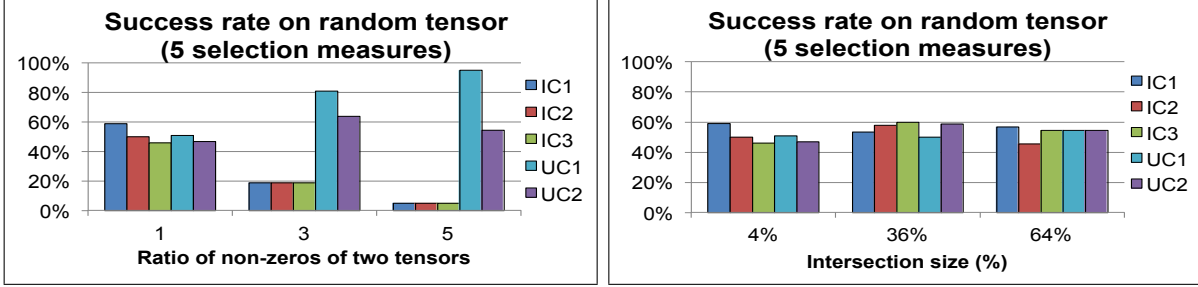 Success rate on random tensor
(5 selection measures)
100%
80%
60%
40%
20%
0%
IC1
IC2
IC3
UC1
UC2
1 3 5
Ratio of non-zeros of two tensors
Success rate on random tensor
(5 selection measures)
100%
80%
60%
40%
20%
0%
IC1
IC2
IC3
UC1
UC2
4% 36% 64%
Intersection size (%)